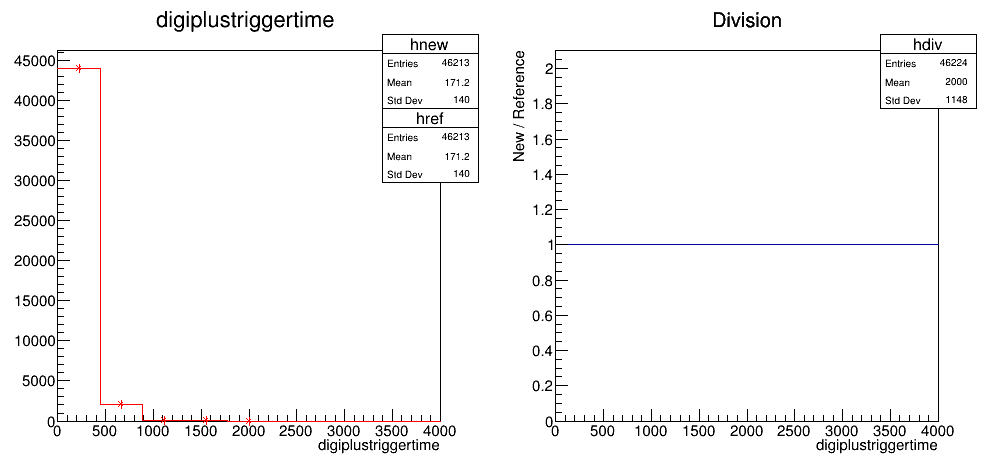 digiplustriggertime
hnew
Entries 46213
Mean 171.2
Std Dev 140
href
Entries 46213
Mean 171.2
Std Dev 140
45000
40000
35000
30000
25000
20000
15000
10000
5000
0
0 500 1000 1500 2000 2500 3000 3500 4000
digiplustriggertime
Division
hdiv
Entries 46224
Mean 2000
Std Dev 1148
New / Reference
2
1.8
1.6
1.4
1.2
1
0.8
0.6
0.4
0.2
0
0 500 1000 1500 2000 2500 3000 3500 4000
digiplustriggertime